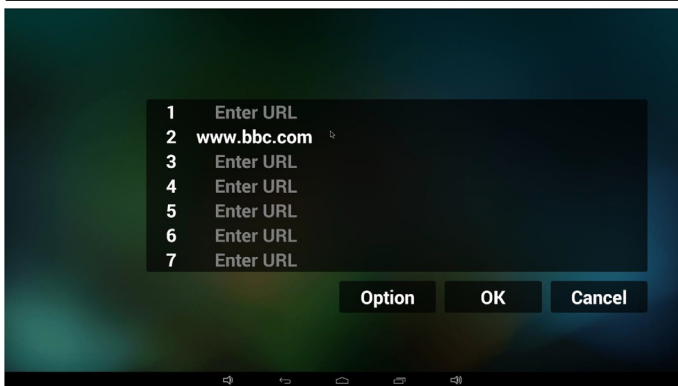 1 Enter URL
2 www.bbc.com
3 Enter URL
4 Enter URL
5 Enter URL
6 Enter URL
7 Enter URL
Option OK Cancel